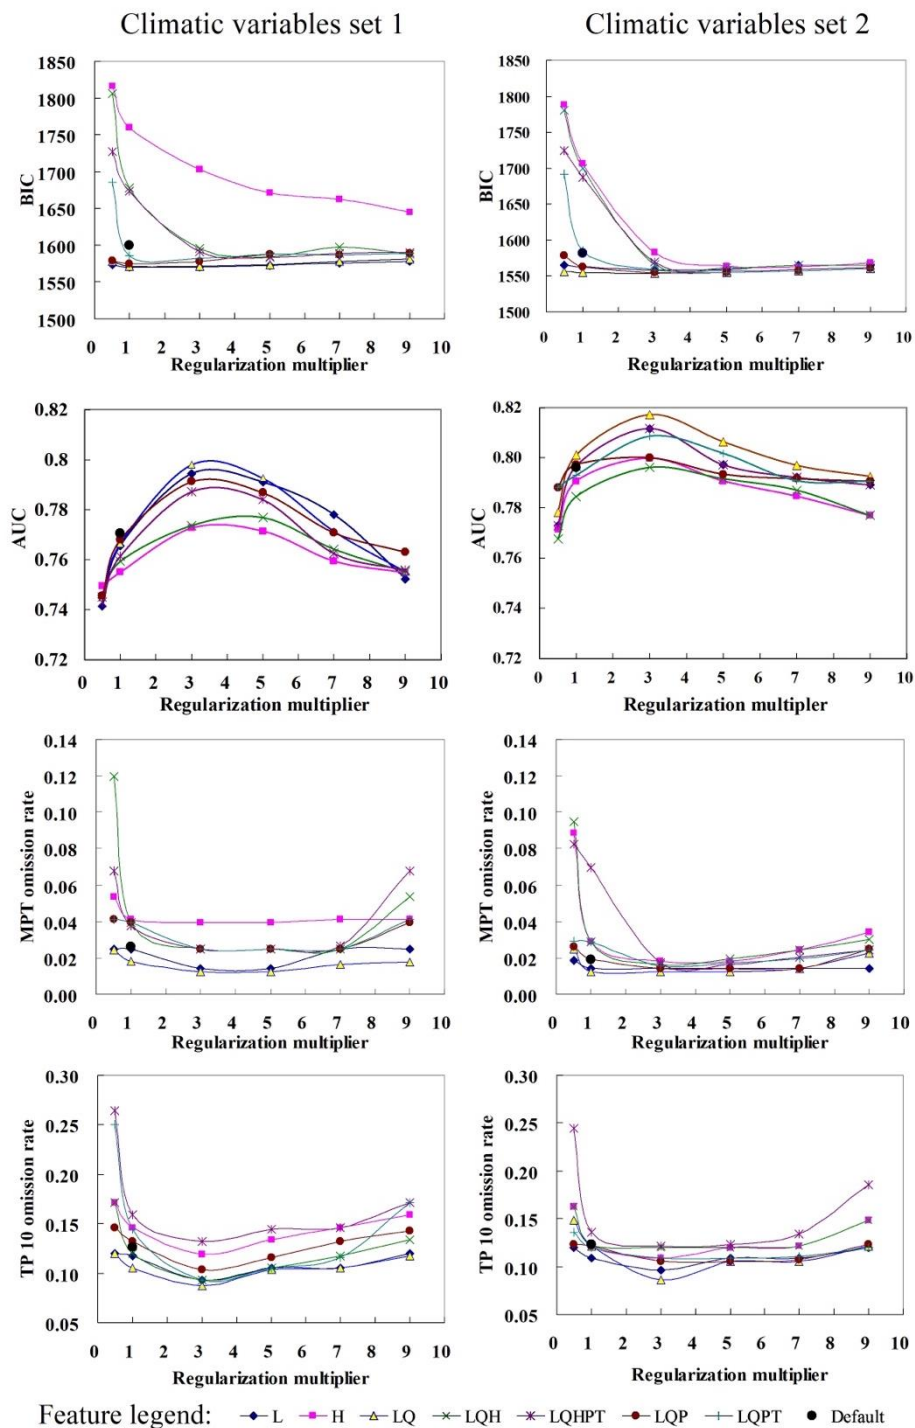 Climatic variables set 1
Climatic variables set 2
BIC
1850
1800
1750
1700
1650
1600
1550
1500
0 1 2 3 4 5 6 7 8 9 10
Regularization multiplier
BIC
1850
1800
1750
1700
1650
1600
1550
1500
0 1 2 3 4 5 6 7 8 9 10
Regularization multiplier
AUC
0.82
0.8
0.78
0.76
0.74
0.72
0 1 2 3 4 5 6 7 8 9 10
Regularization multiplier
AUC
0.82
0.80
0.78
0.76
0.74
0.72
0 1 2 3 4 5 6 7 8 9 10
Regularization multipler
MPT omission rate
0.14
0.12
0.10
0.08
0.06
0.04
0.02
0.00
0 1 2 3 4 5 6 7 8 9 10
Regularization multiplier
MPT omission rate
0.14
0.12
0.10
0.08
0.06
0.04
0.02
0.00
0 1 2 3 4 5 6 7 8 9 10
Regularization multiplier
TP 10 omission rate
0.30
0.25
0.20
0.15
0.10
0.05
0 1 2 3 4 5 6 7 8 9 10
Regularization multiplier
TP 10 omission rate
0.30
0.25
0.20
0.15
0.10
0.05
0 1 2 3 4 5 6 7 8 9 10
Regularization multiplier
Feature legend: L H LQ LQH LQHPT LQP LQPT Default